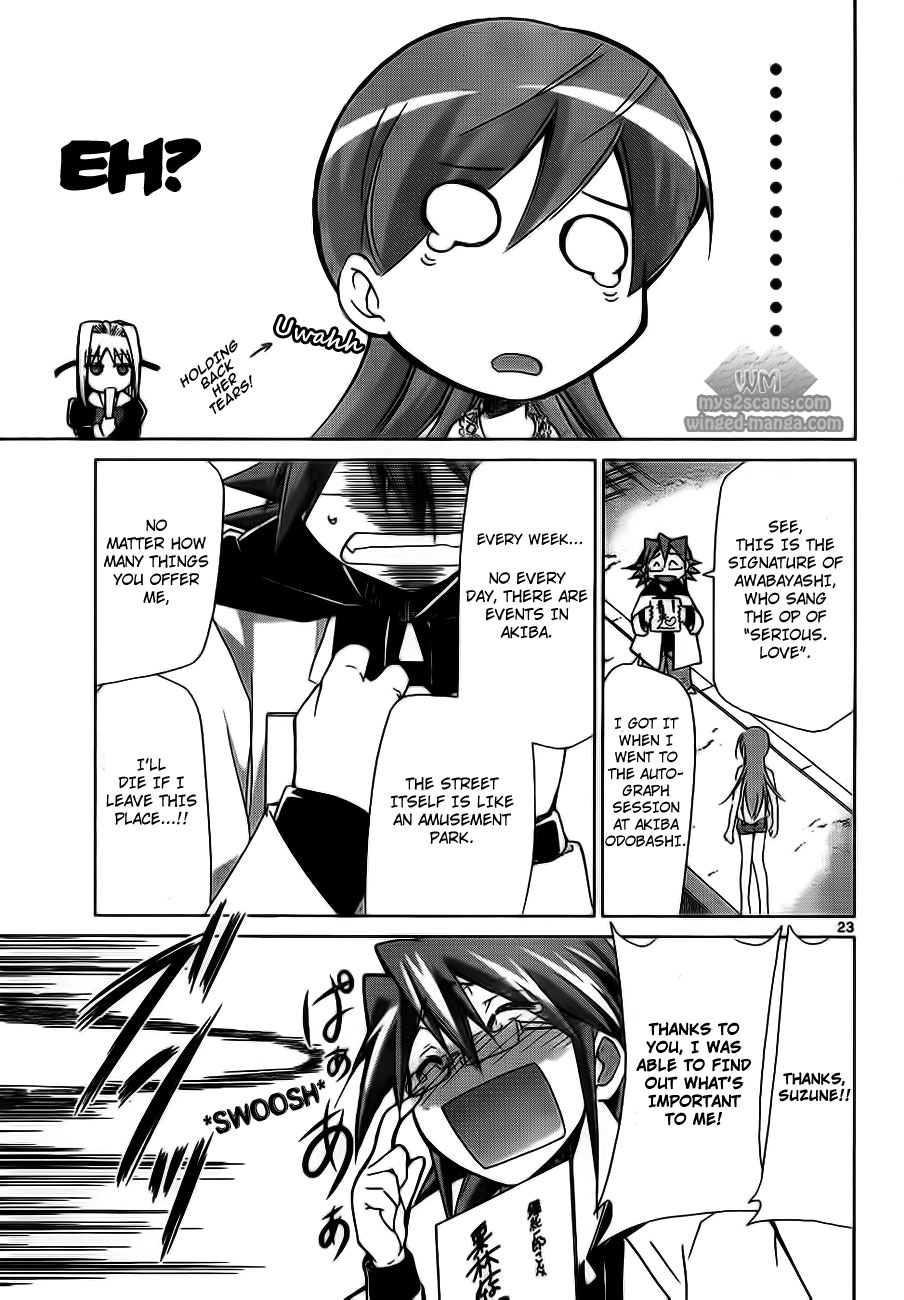 EH?
Uwahh
HOLDING
BACK
HER
TEARS!
WM
mys2scans.com
winged-manga.com
SEE,
THIS IS THE
SIGNATURE OF
AWABAYASHI,
WHO SANG
THE OP OF
"SERIOUS.
LOVE".
I GOT IT
WHEN I
WENT TO
THE AUTO-
GRAPH
SESSION
AT AKIBA
ODOBASHI.
EVERY WEEK...
NO EVERY
DAY, THERE ARE
EVENTS IN
AKIBA.
THE STREET
ITSELF IS LIKE
AN AMUSEMENT
PARK.
NO
MATTER HOW
MANY THINGS
YOU OFFER
ME,
I'LL
DIE IF I
LEAVE THIS
PLACE...!!
23
THANKS,
SUZUNE!!
THANKS TO
YOU, I WAS
ABLE TO FIND
OUT WHAT'S
IMPORTANT
TO ME!
ぱぁぁあぁ
*SWOOSH*